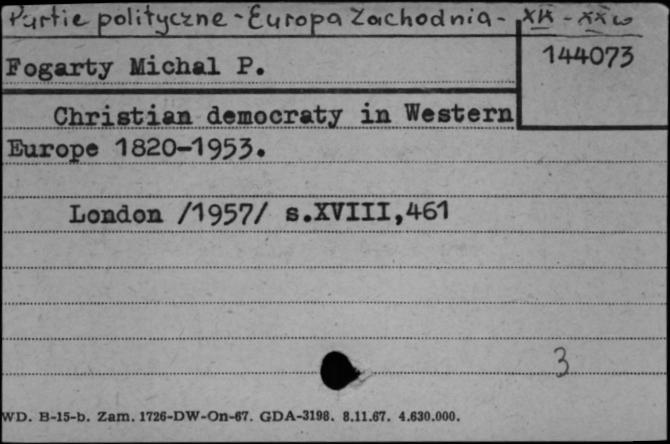 Partie polityczne - Europa Zachodnia - XIX - XX w
144073
Fogarty Michal P.
Christian democraty in Western
Europe 1820-1953.
London /1957/ s.XVIII,461
3
WD. B-15-b. Zam. 1726-DW-On-67. GDA-3198. 8.11.67. 4.630.000.